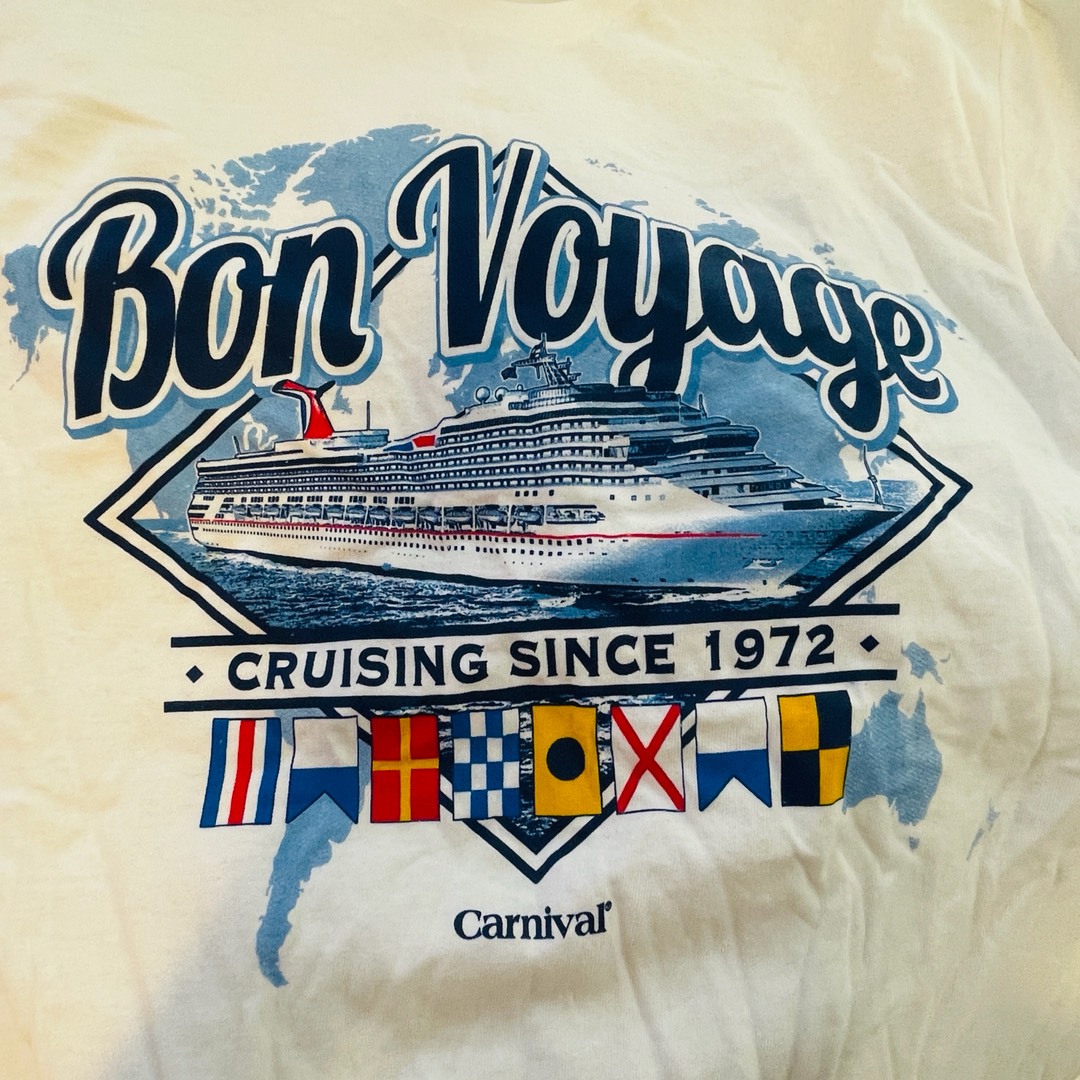 Bon Voyage
• CRUISING SINCE 1972 •
Carnival®